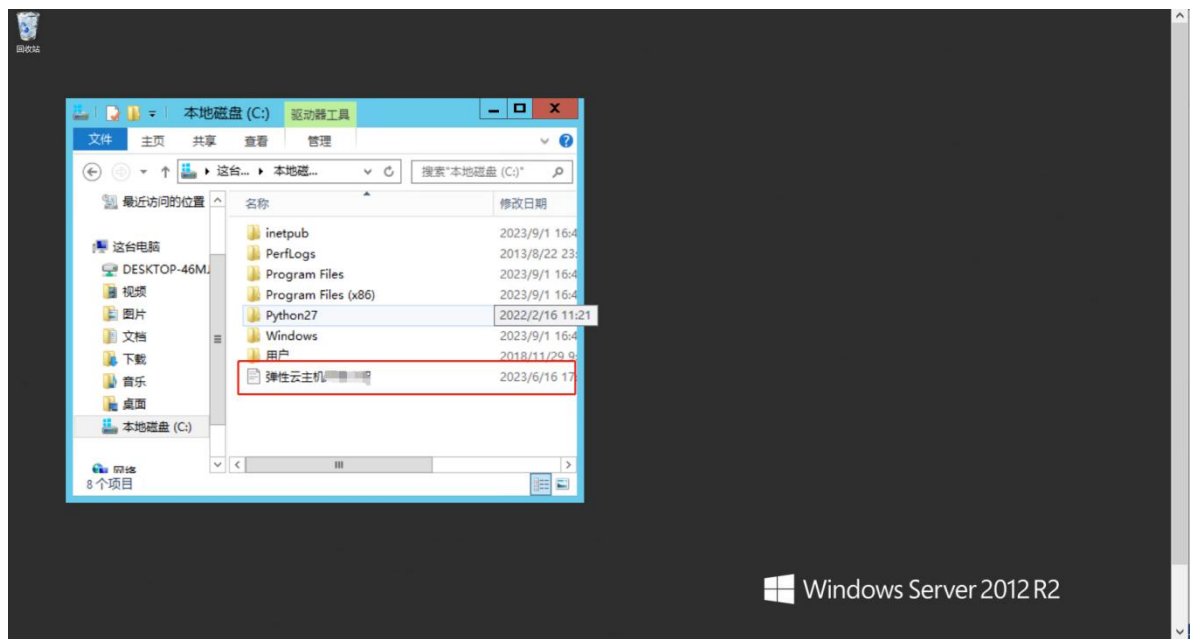 回收站
本地磁盘 (C:) 驱动器工具
文件 主页 共享 查看 管理
这台... 本地磁... 搜索"本地磁盘 (C:)"
最近访问的位置
这台电脑
DESKTOP-46M
视频
图片
文档
下载
音乐
桌面
本地磁盘 (C:)
网络
名称 修改日期
inetpub 2023/9/1 16:4
PerfLogs 2013/8/22 23:
Program Files 2023/9/1 16:4
Program Files (x86) 2023/9/1 16:4
Python27 2022/2/16 11:21
Windows 2023/9/1 16:4
用户 2018/11/29 9:
弹性云主机 2023/6/16 17:
8 个项目
Windows Server 2012 R2